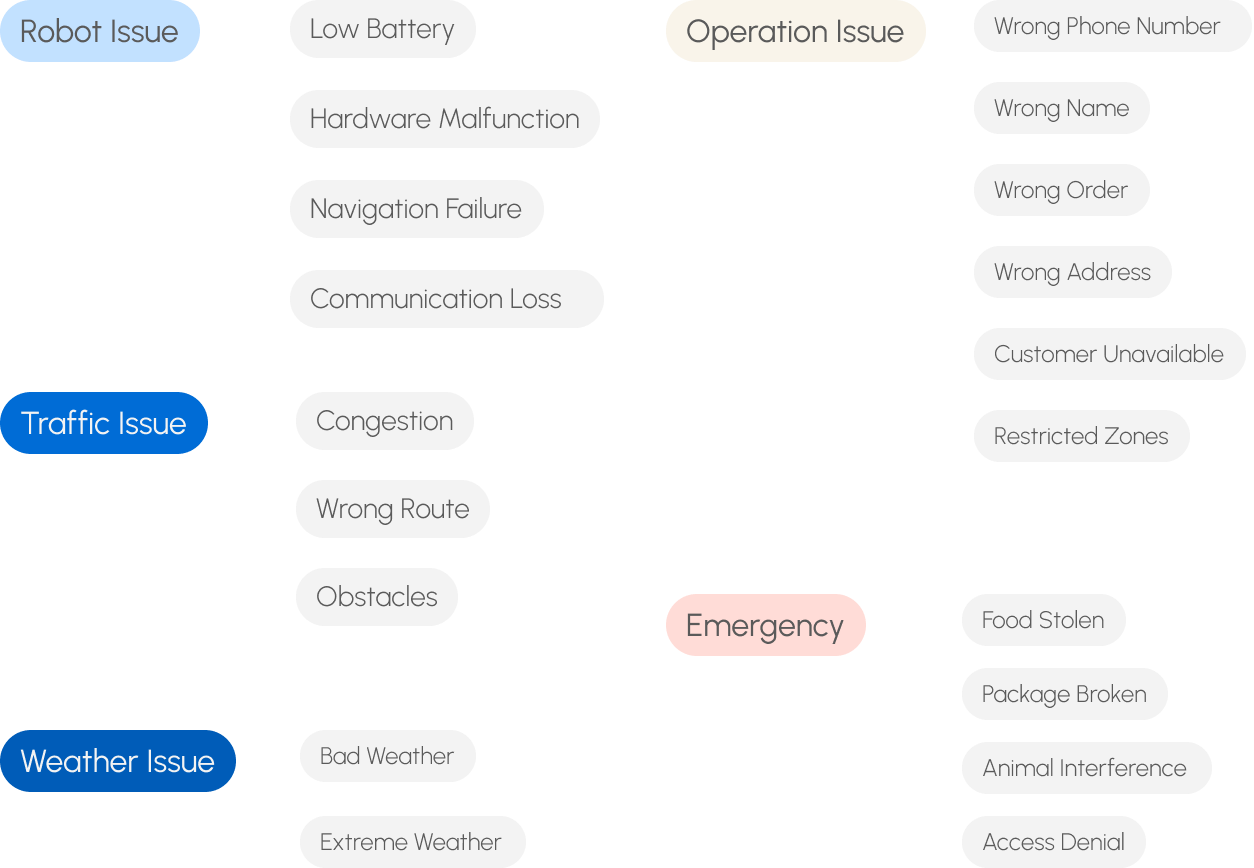 Robot Issue
Low Battery
Hardware Malfunction
Navigation Failure
Communication Loss
Traffic Issue
Congestion
Wrong Route
Obstacles
Weather Issue
Bad Weather
Extreme Weather
Operation Issue
Wrong Phone Number
Wrong Name
Wrong Order
Wrong Address
Customer Unavailable
Restricted Zones
Emergency
Food Stolen
Package Broken
Animal Interference
Access Denial